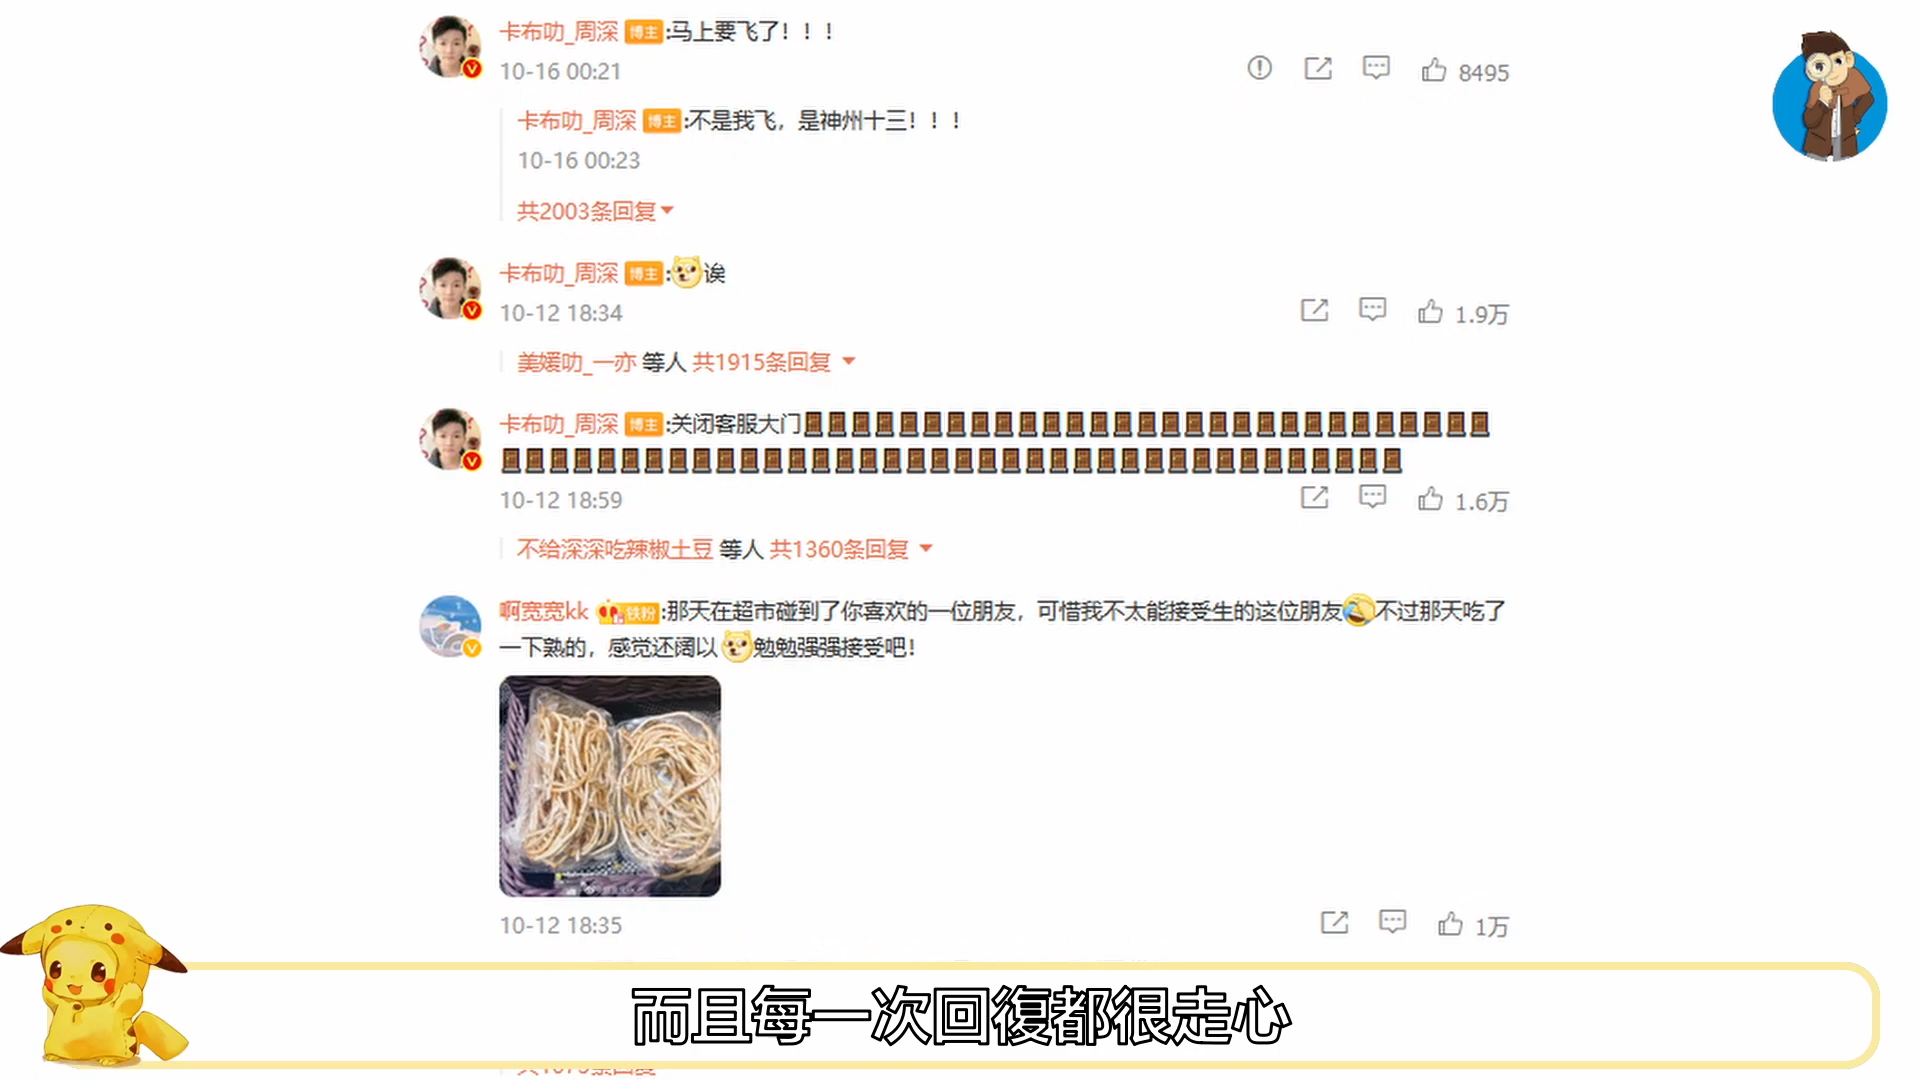 卡布叻_周深 博主:马上要飞了！！！
10-16 00:21
8495
卡布叻_周深 博主:不是我飞，是神州十三！！！
10-16 00:23
共2003条回复
卡布叻_周深 博主:诶
10-12 18:34
1.9万
美媛叻_一亦 等人 共1915条回复
卡布叻_周深 博主:关闭客服大门🚪🚪🚪🚪🚪🚪🚪🚪🚪🚪🚪🚪🚪🚪🚪🚪🚪🚪🚪🚪🚪🚪🚪🚪🚪🚪🚪🚪🚪
🚪🚪🚪🚪🚪🚪🚪🚪🚪🚪🚪🚪🚪🚪🚪🚪🚪🚪🚪🚪🚪🚪🚪🚪🚪🚪🚪🚪🚪🚪🚪🚪🚪🚪🚪🚪🚪🚪
10-12 18:59
1.6万
不给深深吃辣椒土豆 等人 共1360条回复
啊宽宽kk 铁粉:那天在超市碰到了你喜欢的一位朋友，可惜我不太能接受生的这位朋友🤣不过那天吃了
一下熟的，感觉还阔以勉勉强强接受吧！
10-12 18:35
1万
而且每一次回復都很走心